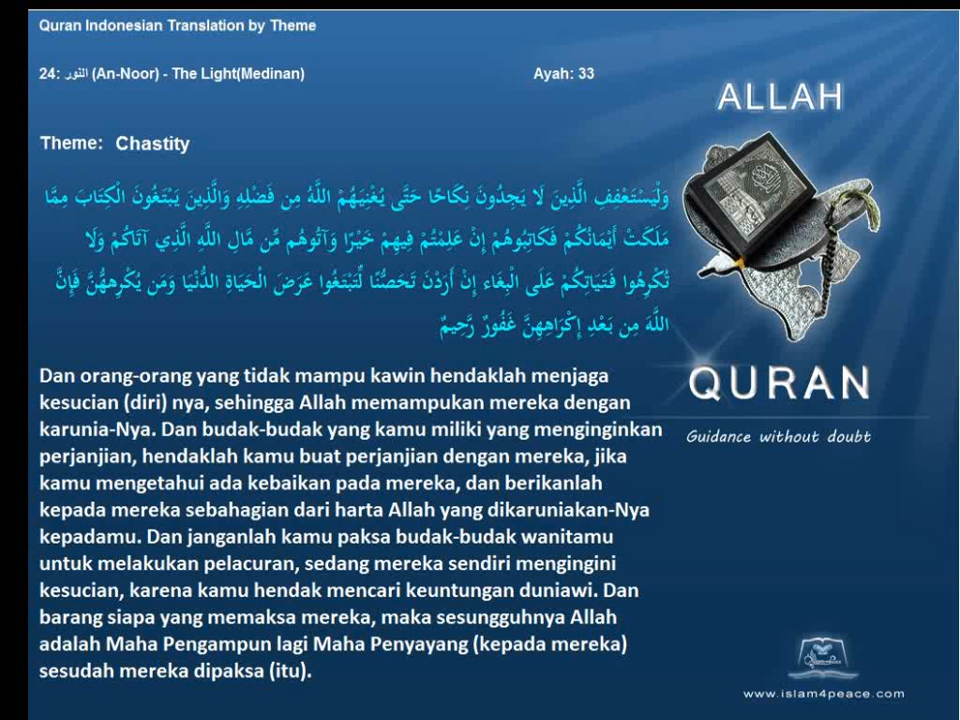 Quran Indonesian Translation by Theme
24: النور (An-Noor) - The Light(Medinan)
Ayah: 33
Theme: Chastity
وَلْيَسْتَعْفِفِ الَّذِينَ لَا يَجِدُونَ نِكَاحًا حَتَّى يُغْنِيَهُمْ اللَّهُ مِن فَضْلِهِ وَالَّذِينَ يَبْتَغُونَ الْكِتَابَ مِمَّا
مَلَكَتْ أَيْمَانُكُمْ فَكَاتِبُوهُمْ إِنْ عَلِمْتُمْ فِيهِمْ خَيْرًا وَآتُوهُم مِّن مَّالِ اللَّهِ الَّذِي آتَاكُمْ وَلَا
تُكْرِهُوا فَتَيَاتِكُمْ عَلَى الْبِغَاء إِنْ أَرَدْنَ تَحَصُّنًا لِّتَبْتَغُوا عَرَضَ الْحَيَاةِ الدُّنْيَا وَمَن يُكْرِههُّنَّ فَإِنَّ
اللَّهَ مِن بَعْدِ إِكْرَاهِهِنَّ غَفُورٌ رَّحِيمٌ
Dan orang-orang yang tidak mampu kawin hendaklah menjaga
kesucian (diri) nya, sehingga Allah memampukan mereka dengan
karunia-Nya. Dan budak-budak yang kamu miliki yang menginginkan
perjanjian, hendaklah kamu buat perjanjian dengan mereka, jika
kamu mengetahui ada kebaikan pada mereka, dan berikanlah
kepada mereka sebahagian dari harta Allah yang dikaruniakan-Nya
kepadamu. Dan janganlah kamu paksa budak-budak wanitamu
untuk melakukan pelacuran, sedang mereka sendiri mengingini
kesucian, karena kamu hendak mencari keuntungan duniawi. Dan
barang siapa yang memaksa mereka, maka sesungguhnya Allah
adalah Maha Pengampun lagi Maha Penyayang (kepada mereka)
sesudah mereka dipaksa (itu).
ALLAH
QURAN
Guidance without doubt
www.islam4peace.com